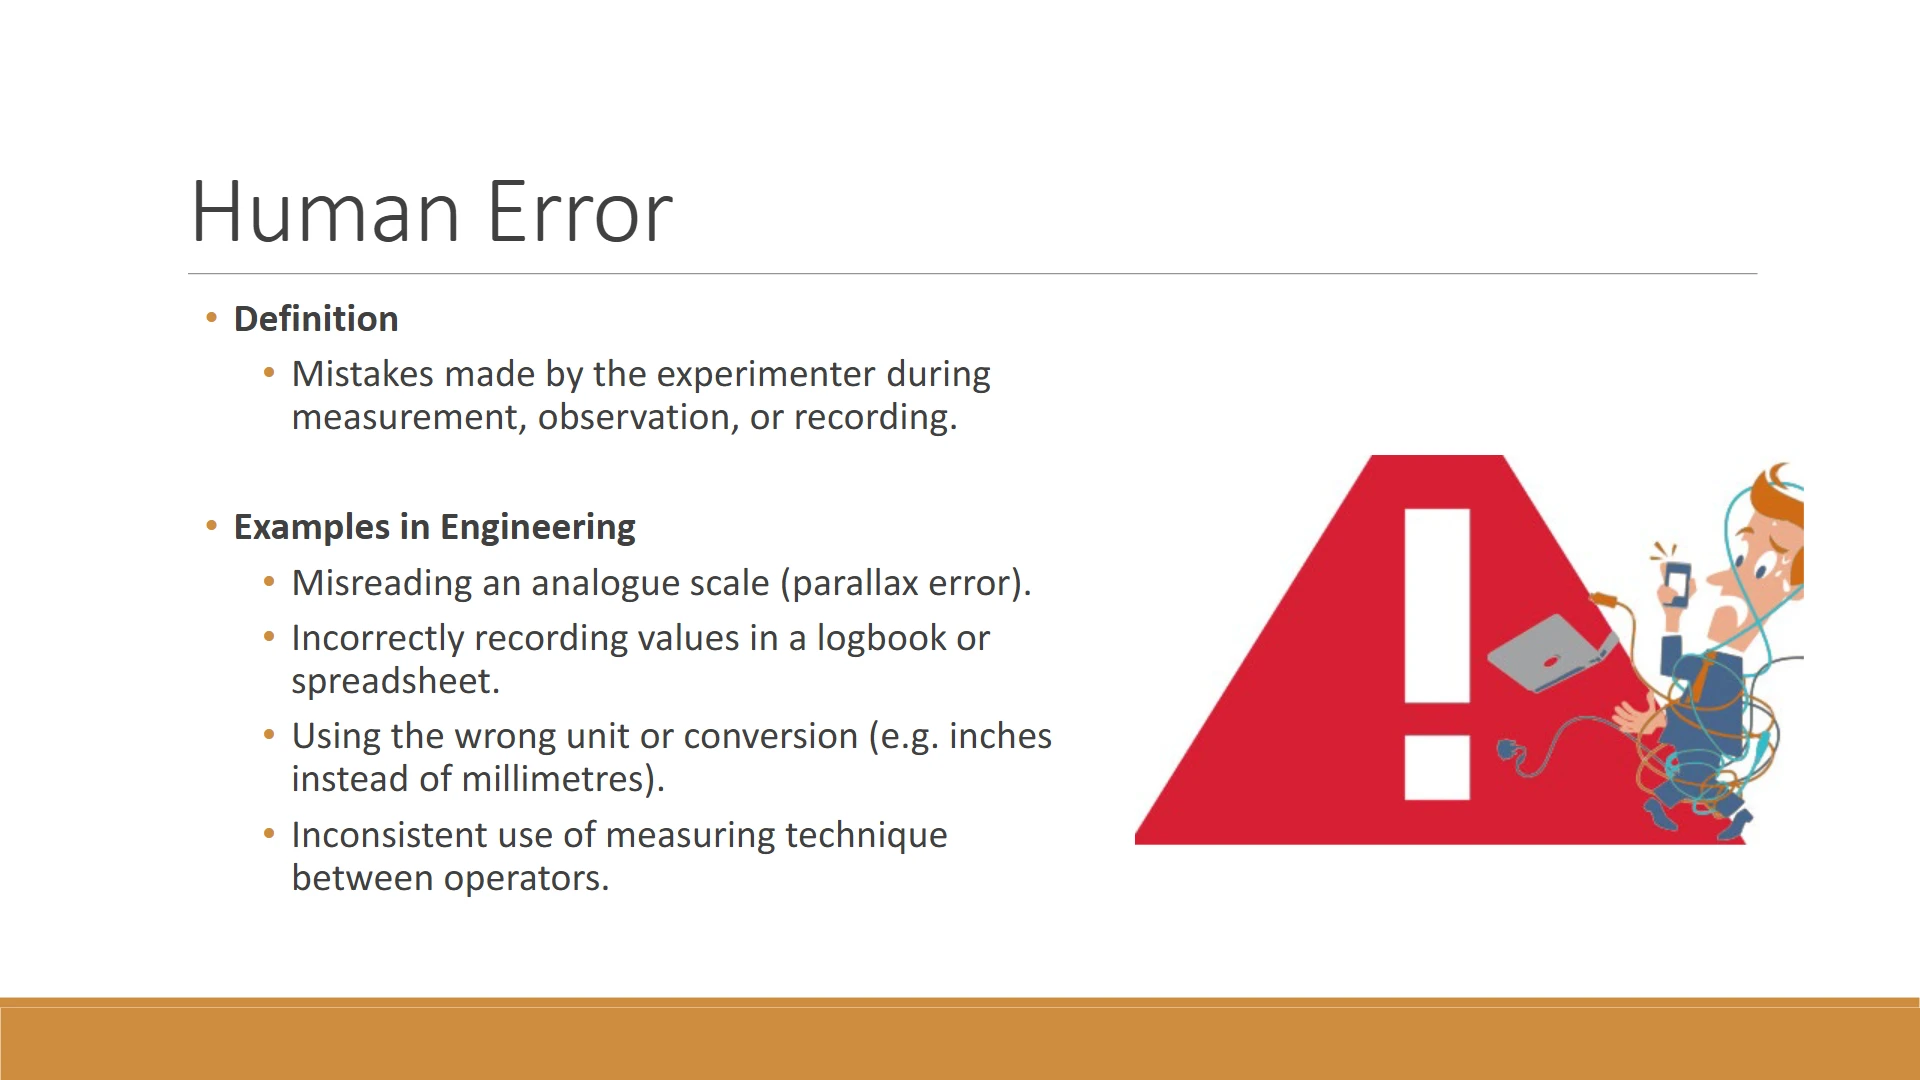 Human Error
• Definition
• Mistakes made by the experimenter during
measurement, observation, or recording.
• Examples in Engineering
• Misreading an analogue scale (parallax error).
• Incorrectly recording values in a logbook or
spreadsheet.
• Using the wrong unit or conversion (e.g. inches
instead of millimetres).
• Inconsistent use of measuring technique
between operators.